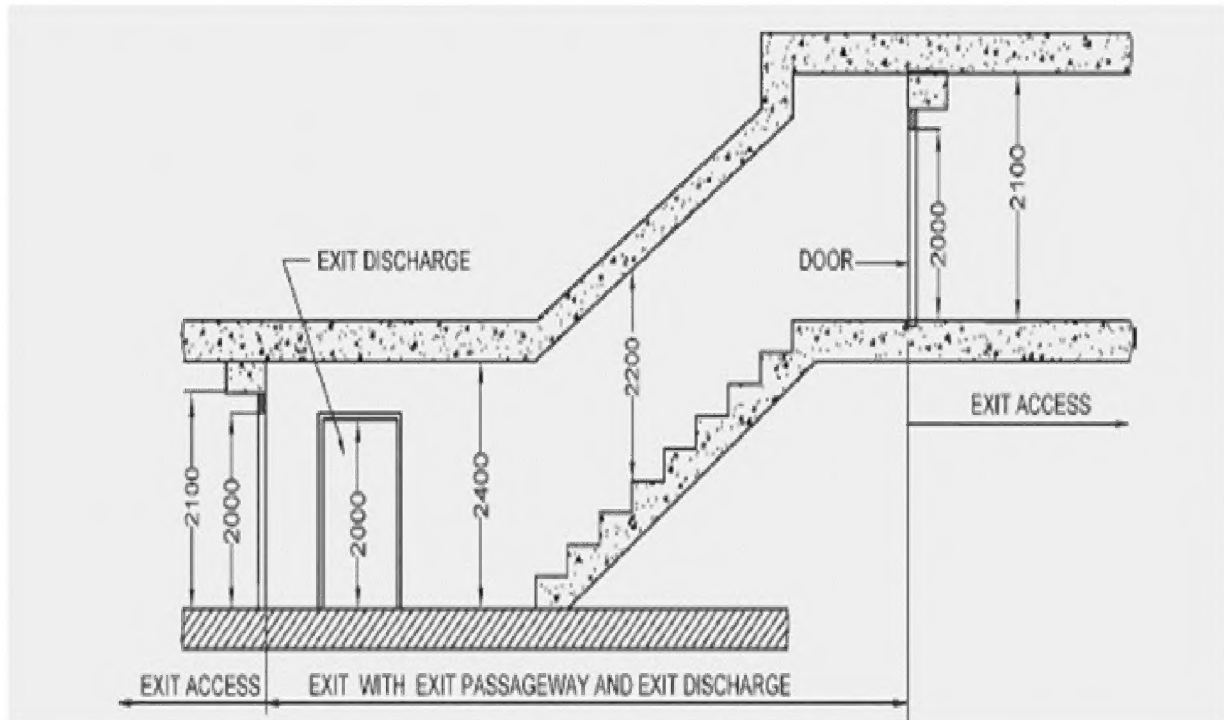 EXIT DISCHARGE
DOOR
2000
2100
2200
2100
2000
2000
2400
EXIT ACCESS
EXIT ACCESS
EXIT WITH EXIT PASSAGEWAY AND EXIT DISCHARGE